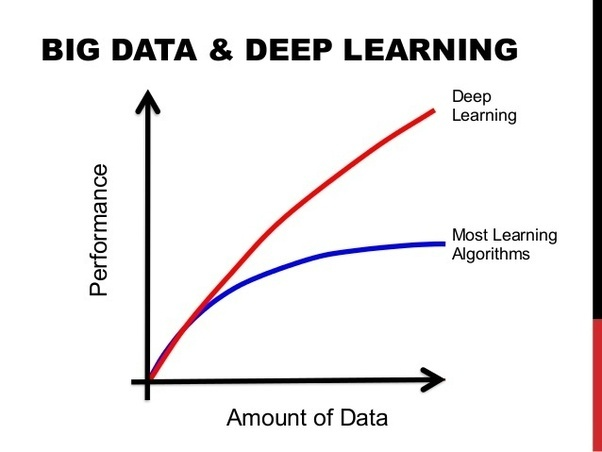 BIG DATA & DEEP LEARNING
Deep
Learning
Performance
Most Learning
Algorithms
Amount of Data